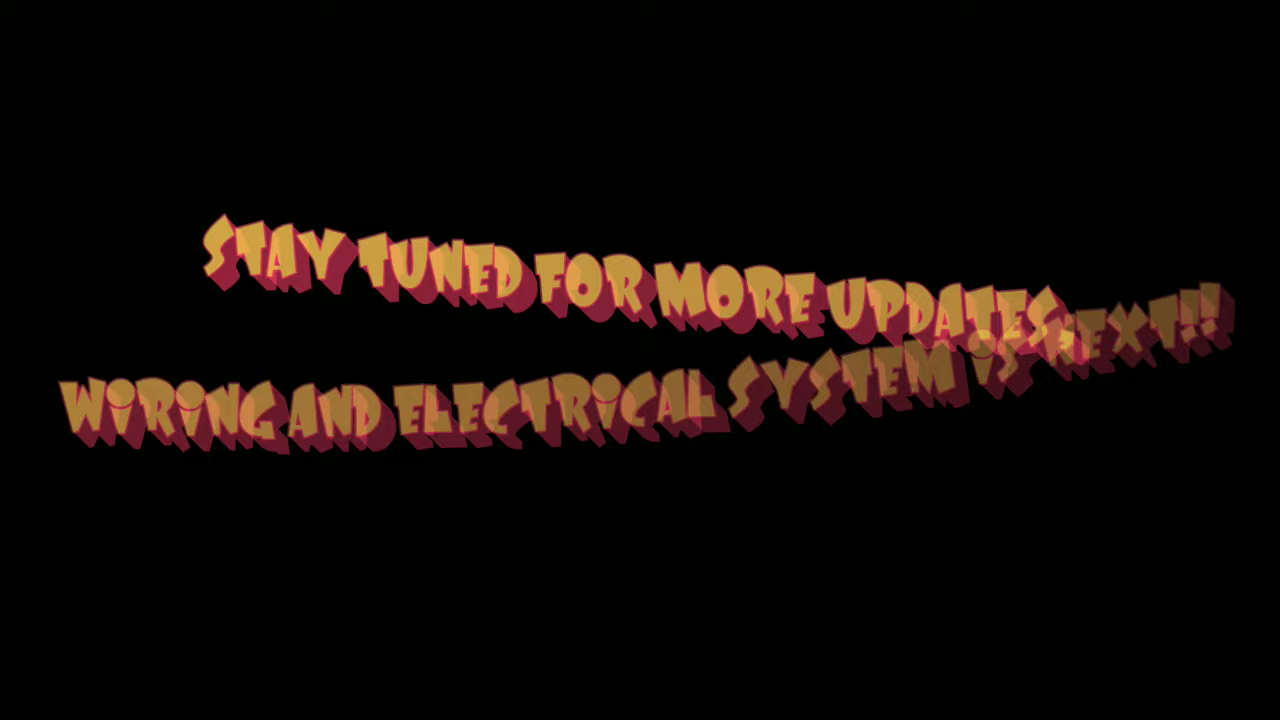 STAY TUNED FOR MORE UPDATES.
WiRiNG AND ELECTRiCAL SYSTEM iS NEXT!!